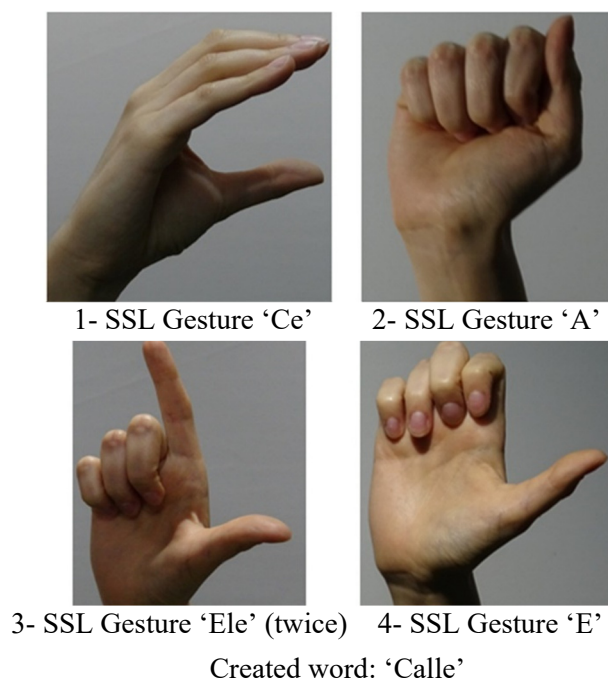 1- SSL Gesture ‘Ce’
2- SSL Gesture ‘A’
3- SSL Gesture ‘Ele’ (twice)
4- SSL Gesture ‘E’
Created word: ‘Calle’